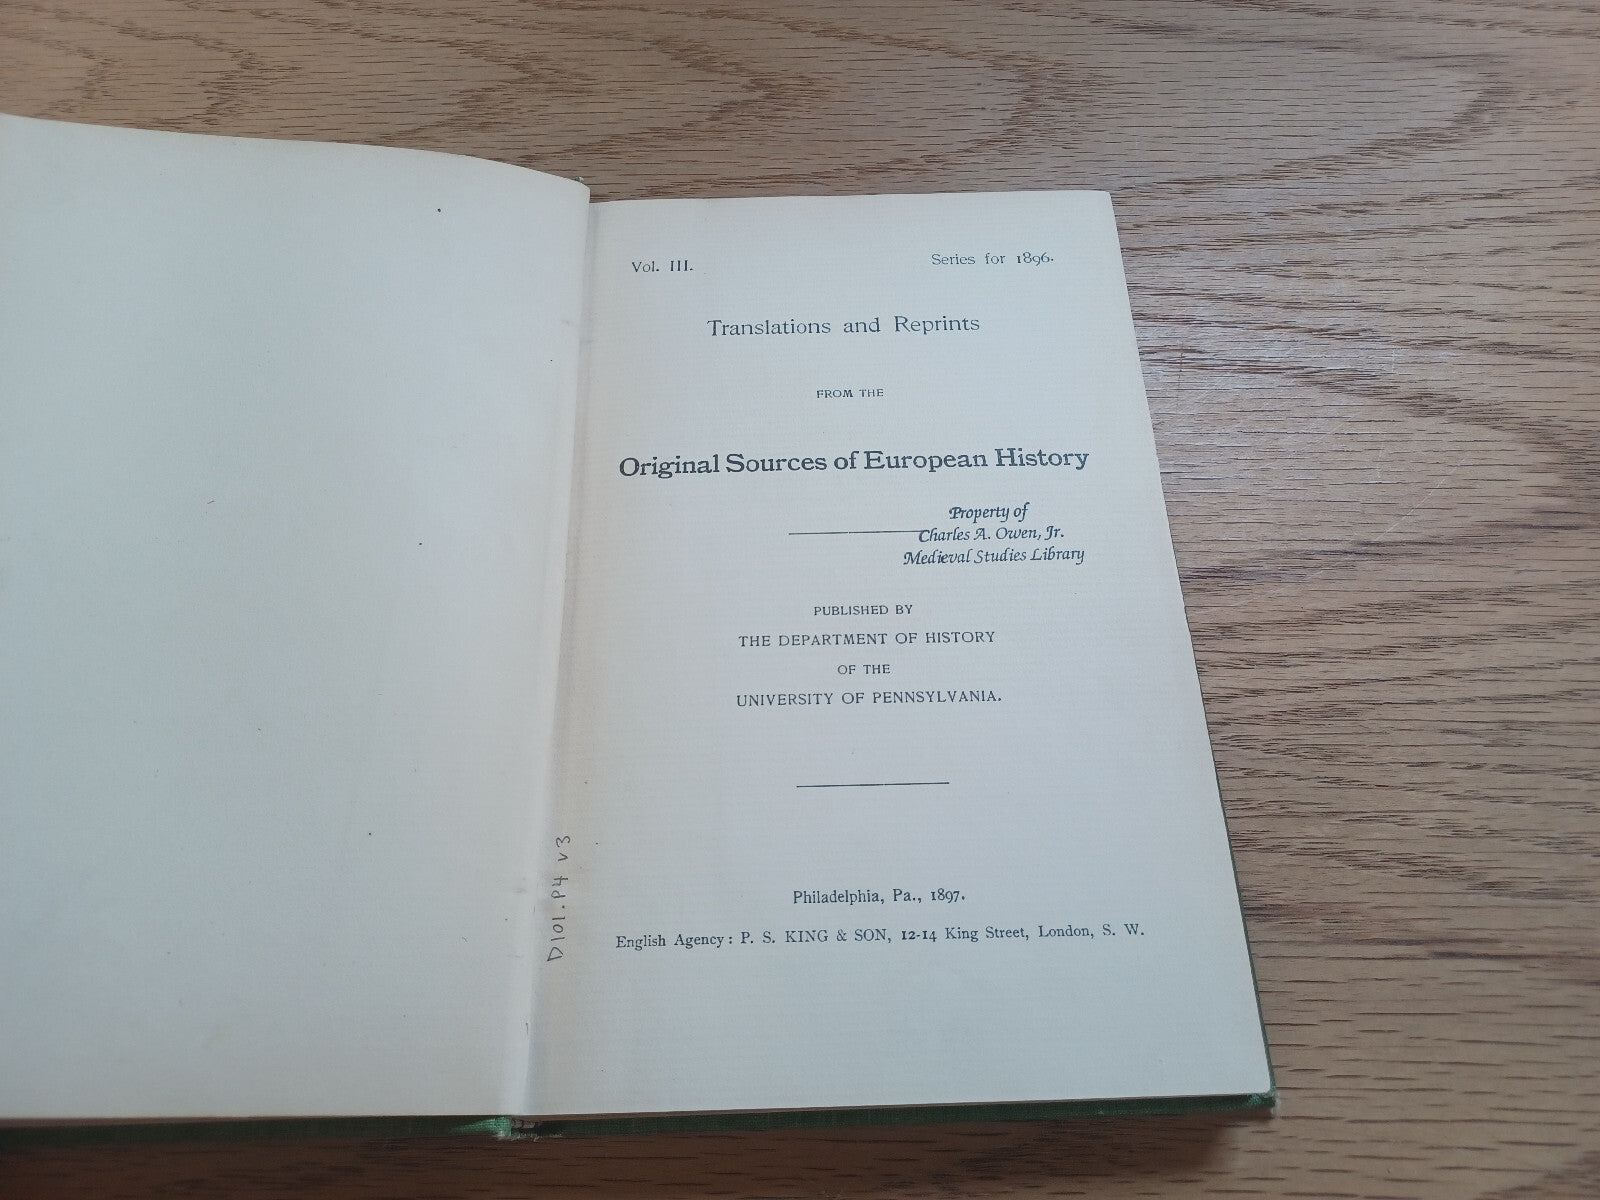 Vol. III. Series for 1896.
Translations and Reprints
FROM THE
Original Sources of European History
Property of
Charles A. Owen, Jr.
Medieval Studies Library
PUBLISHED BY
THE DEPARTMENT OF HISTORY
OF THE
UNIVERSITY OF PENNSYLVANIA.
Philadelphia, Pa., 1897.
English Agency: P. S. KING & SON, 12-14 King Street, London, S. W.
D101.P4 v3